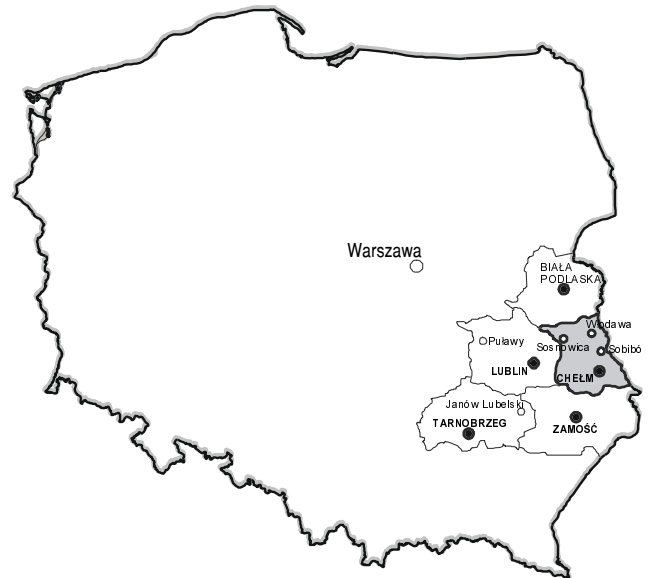 Warszawa
BIAŁA
PODLASKA
Włodawa
Puławy
Sosnowica
Sobibó
LUBLIN
CHEŁM
Janów Lubelski
TARNOBRZEG
ZAMOŚĆ